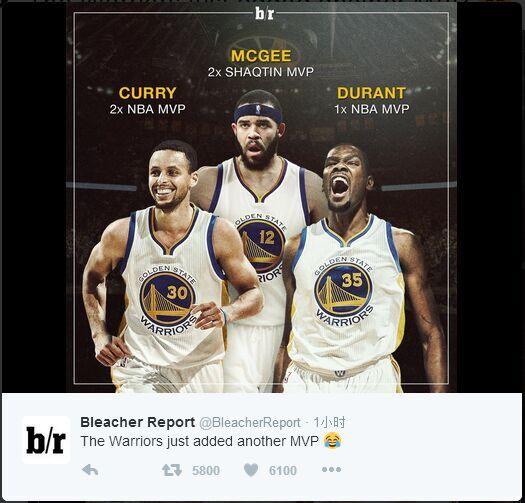 b/r
MCGEE
2x SHAQTIN MVP
CURRY
2x NBA MVP
DURANT
1x NBA MVP
GOLDEN STATE
12
WARRIORS
GOLDEN STATE
30
WARRIORS
GOLDEN STATE
35
WARRIORS
b/r
Bleacher Report @BleacherReport · 1小时
The Warriors just added another MVP 😂
5800 6100